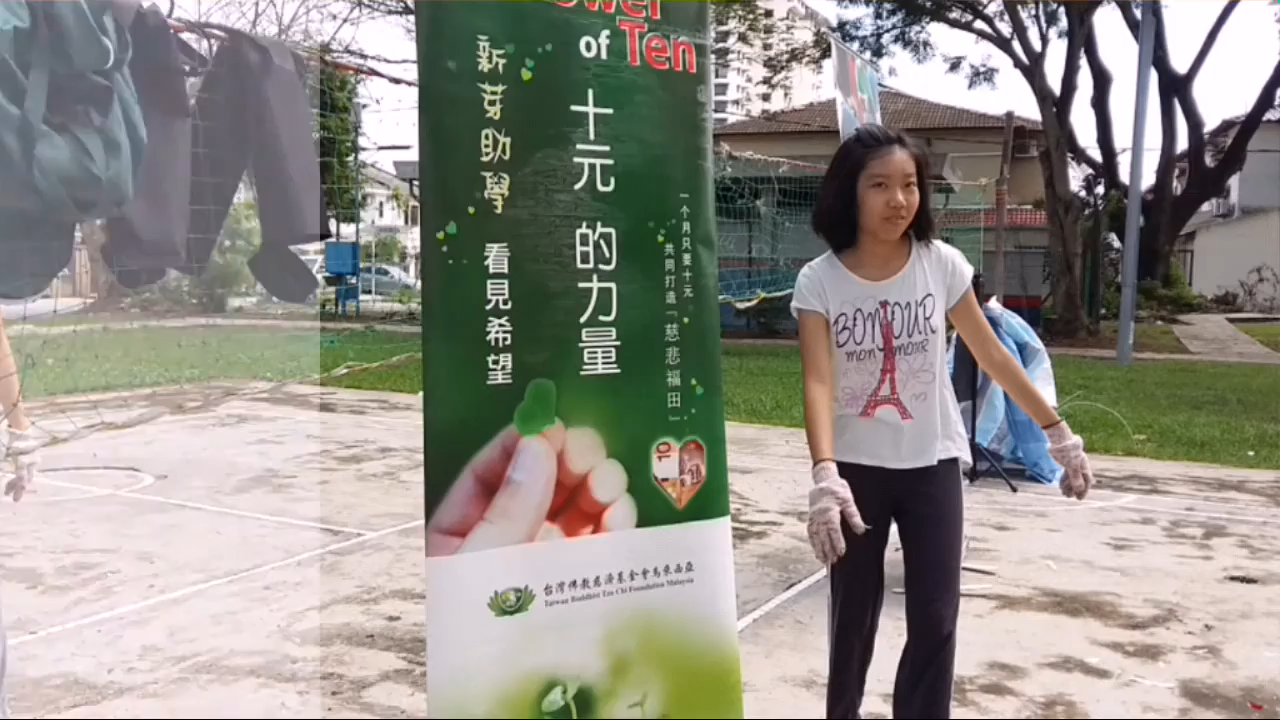 of Ten
新芽助學 看見希望
十元 的力量
一个月只要十元
共同打造「慈悲福田」
10
台灣佛教慈濟基金會馬來西亞
Taiwan Buddhist Tzu Chi Foundation Malaysia
BONJOUR
mon amour